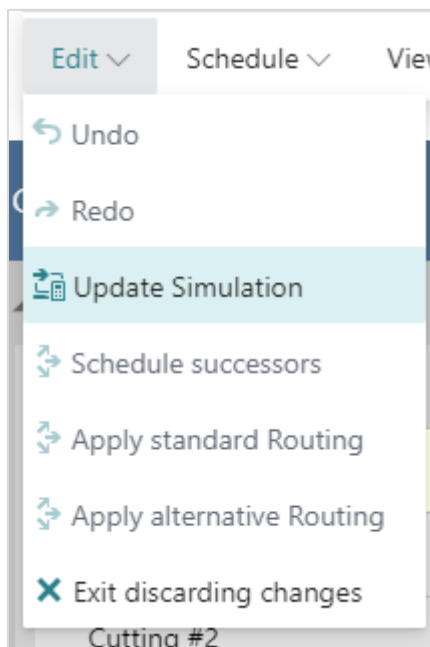 Edit Schedule
Undo
Redo
Update Simulation
Schedule successors
Apply standard Routing
Apply alternative Routing
Exit discarding changes
Cutting #2